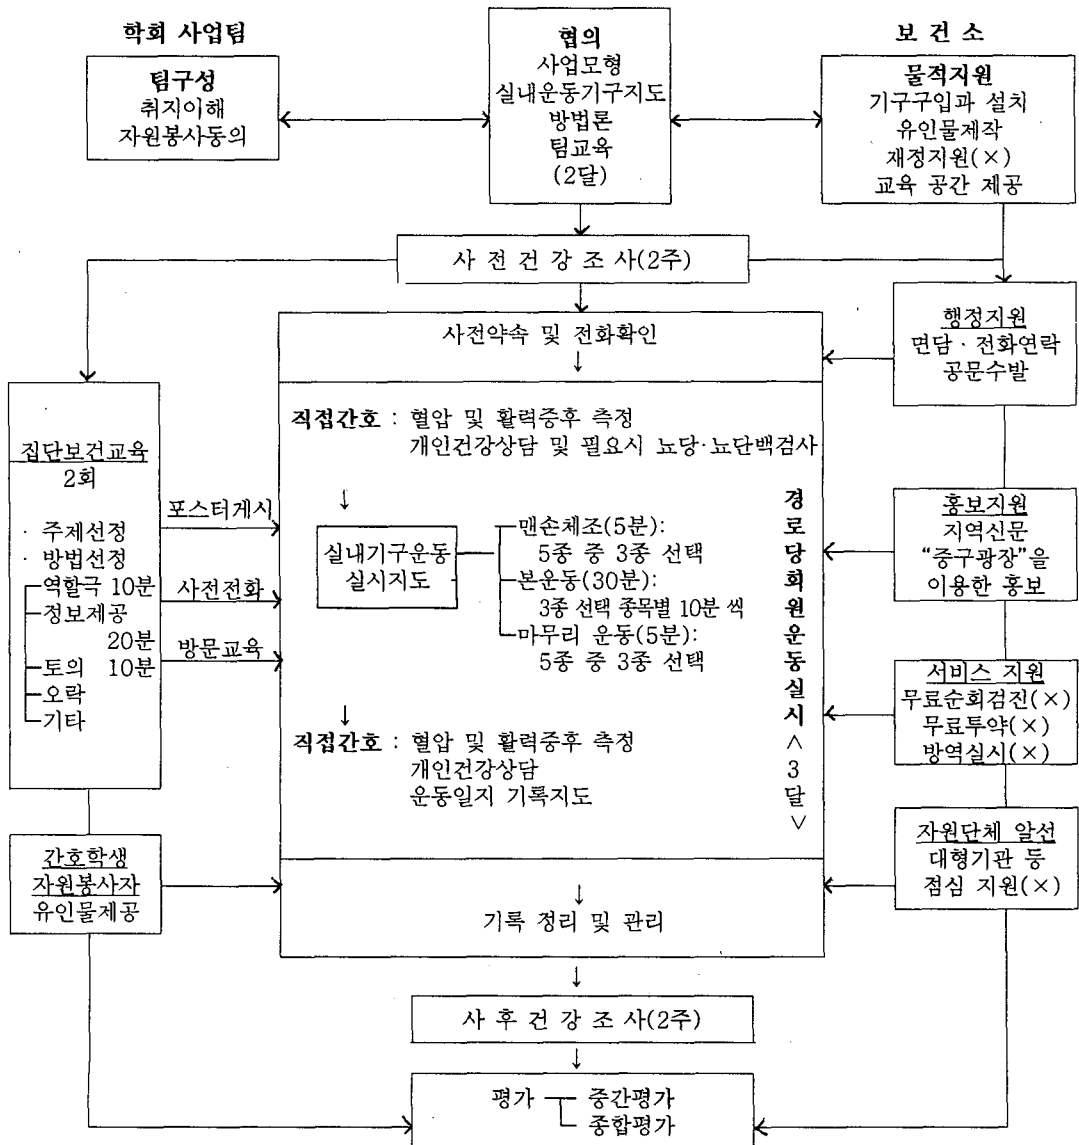 학회 사업팀
팀구성
취지이해
자원봉사동의
협의
사업모형
실내운동기구지도
방법론
팀교육
(2달)
보 건 소
물적지원
기구구입과 설치
유인물제작
재정지원(×)
교육 공간 제공
사 전 건 강 조 사(2주)
사전약속 및 전화확인
행정지원
면담 · 전화연락
공문수발
집단보건교육
2회
· 주제선정
· 방법선정
역할극 10분
정보제공
20분
토의 10분
오락
기타
포스터게시
사전전화
방문교육
직접간호 : 혈압 및 활력증후 측정
개인건강상담 및 필요시 뇨당·뇨단백검사
실내기구운동
실시지도
맨손체조(5분):
5종 중 3종 선택
본운동(30분):
3종 선택 종목별 10분 씩
마무리 운동(5분):
5종 중 3종 선택
직접간호 : 혈압 및 활력증후 측정
개인건강상담
운동일지 기록지도
경로당회원운동실시<3달>
홍보지원
지역신문
“중구광장”을
이용한 홍보
서비스 지원
무료순회검진(×)
무료투약(×)
방역실시(×)
간호학생
자원봉사자
유인물제공
자원단체 알선
대형기관 등
점심 지원(×)
기록 정리 및 관리
사 후 건 강 조 사(2주)
평가 중간평가
종합평가